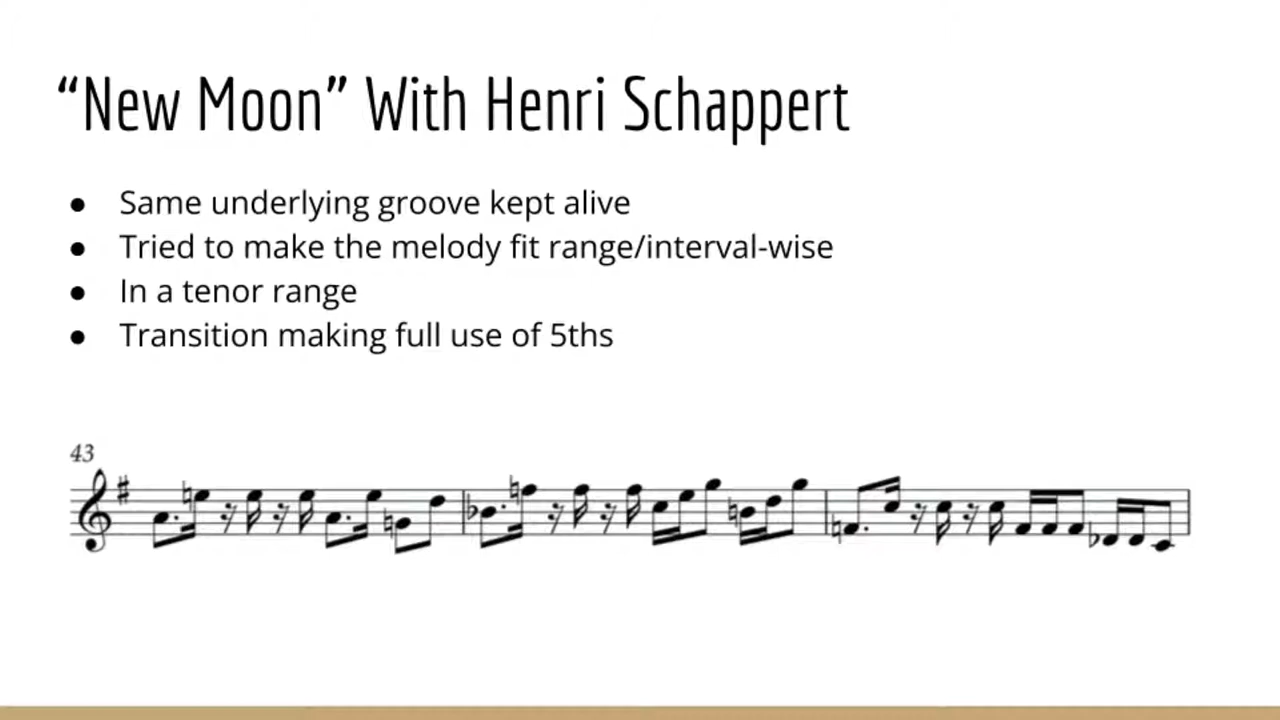 “New Moon” With Henri Schappert
● Same underlying groove kept alive
● Tried to make the melody fit range/interval-wise
● In a tenor range
● Transition making full use of 5ths
43